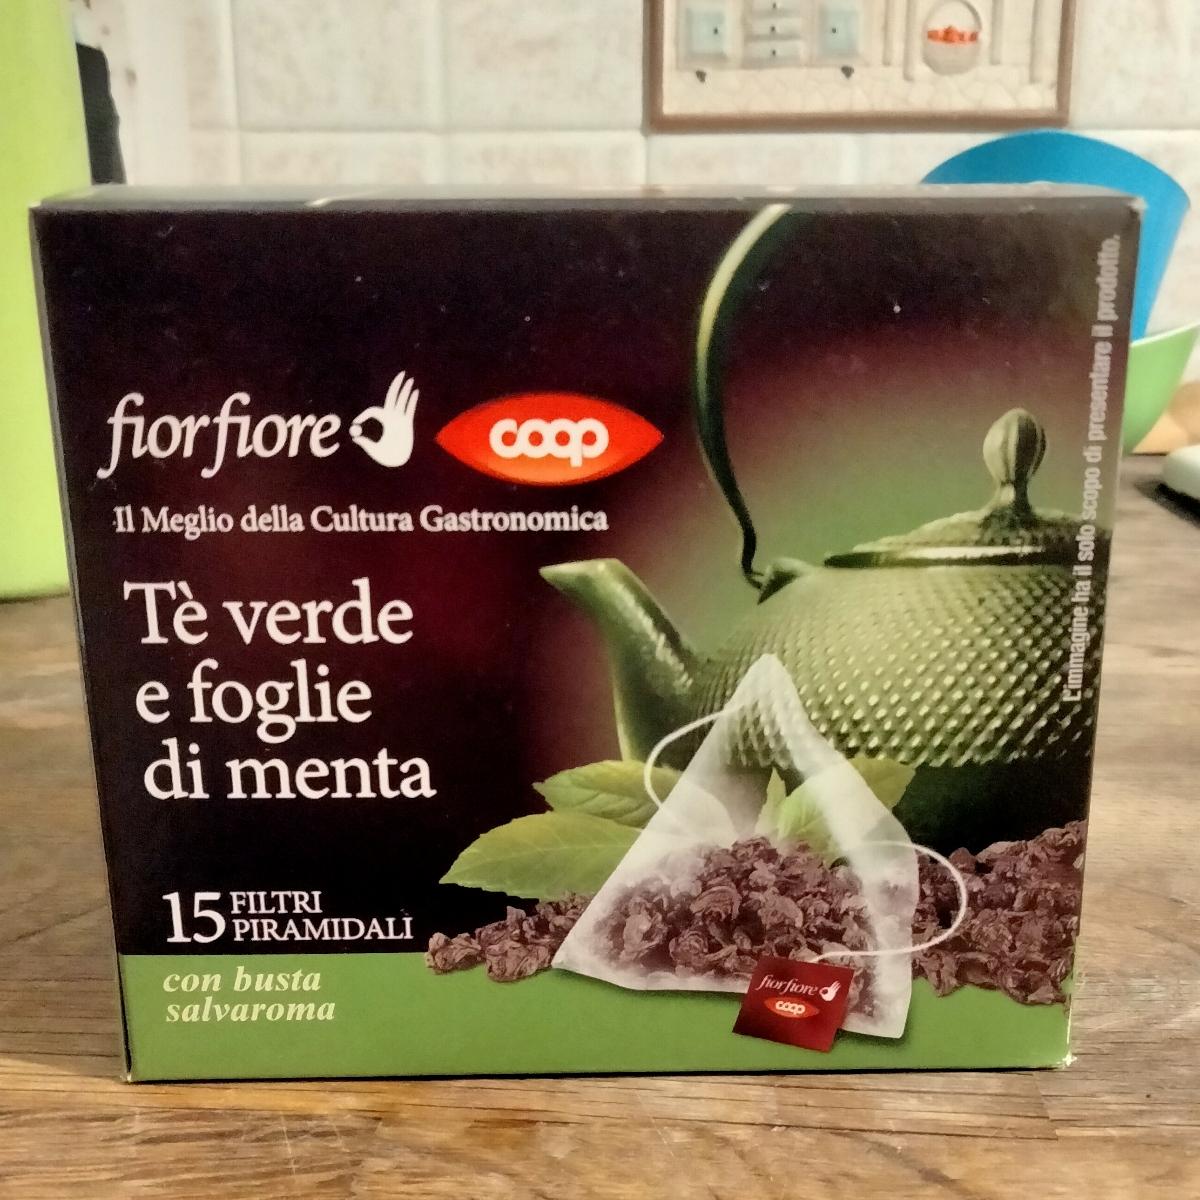 fiorfiore coop
Il Meglio della Cultura Gastronomica
Tè verde
e foglie
di menta
15 FILTRI
PIRAMIDALI
con busta
salvaroma
fiorfiore
coop
L'immagine ha il solo scopo di presentare il prodotto.